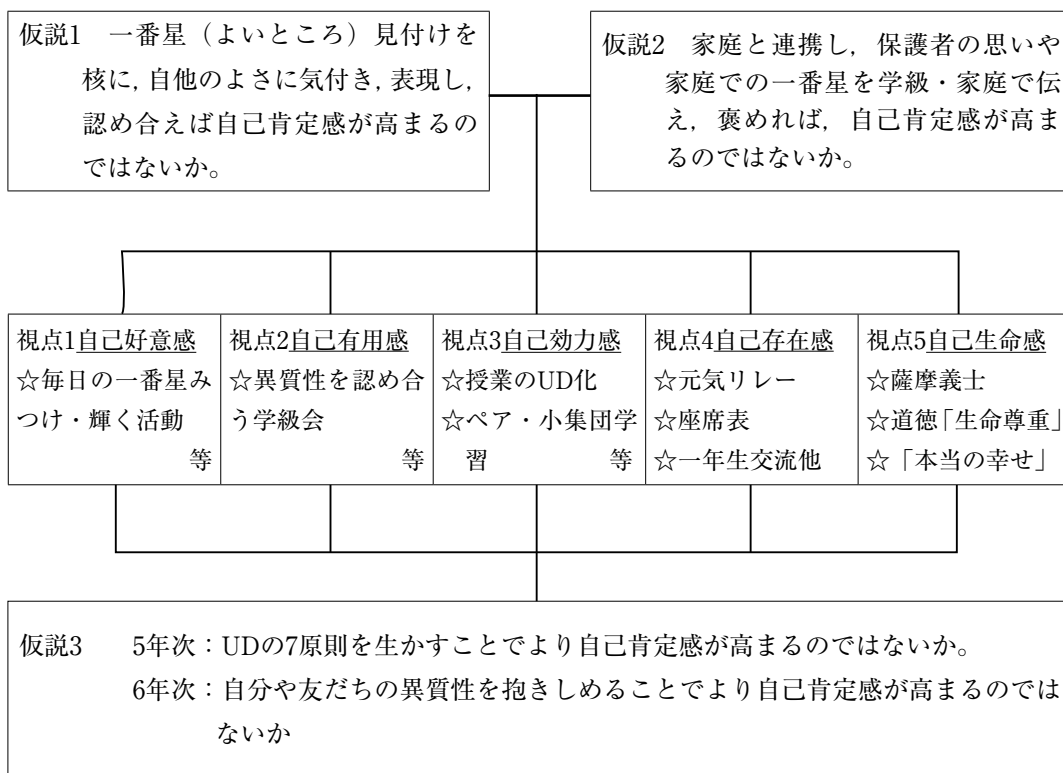 仮説1　一番星（よいところ）見付けを
核に，自他のよさに気付き，表現し，
認め合えば自己肯定感が高まるの
ではないか。
仮説2　家庭と連携し，保護者の思いや
家庭での一番星を学級・家庭で伝
え，褒めれば，自己肯定感が高ま
るのではないか。
視点1自己好意感
☆毎日の一番星み
つけ・輝く活動
等
視点2自己有用感
☆異質性を認め合
う学級会
等
視点3自己効力感
☆授業のUD化
☆ペア・小集団学
習　　　　　等
視点4自己存在感
☆元気リレー
☆座席表
☆一年生交流他
視点5自己生命感
☆薩摩義士
☆道徳「生命尊重」
☆「本当の幸せ」
仮説3　　5年次：UDの7原則を生かすことでより自己肯定感が高まるのではないか。
6年次：自分や友だちの異質性を抱きしめることでより自己肯定感が高まるのでは
ないか